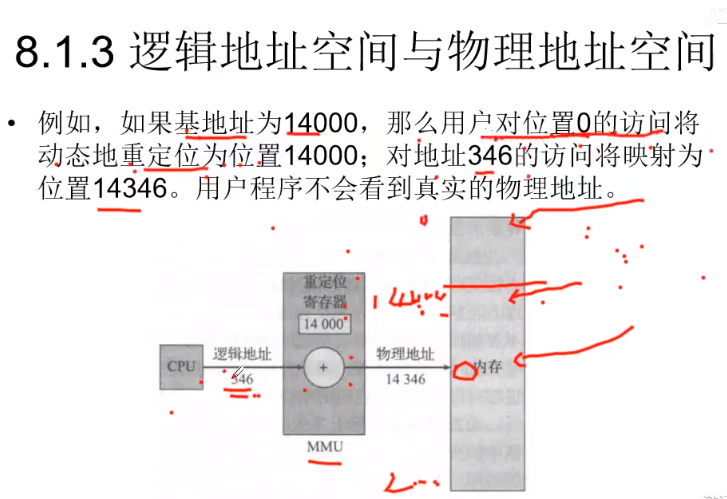 8.1.3 逻辑地址空间与物理地址空间
• 例如，如果基地址为14000，那么用户对位置0的访问将
动态地重定位为位置14000；对地址346的访问将映射为
位置14346。用户程序不会看到真实的物理地址。
重定位
寄存器
14 000
CPU
逻辑地址
346
+
物理地址
14 346
内存
MMU
0